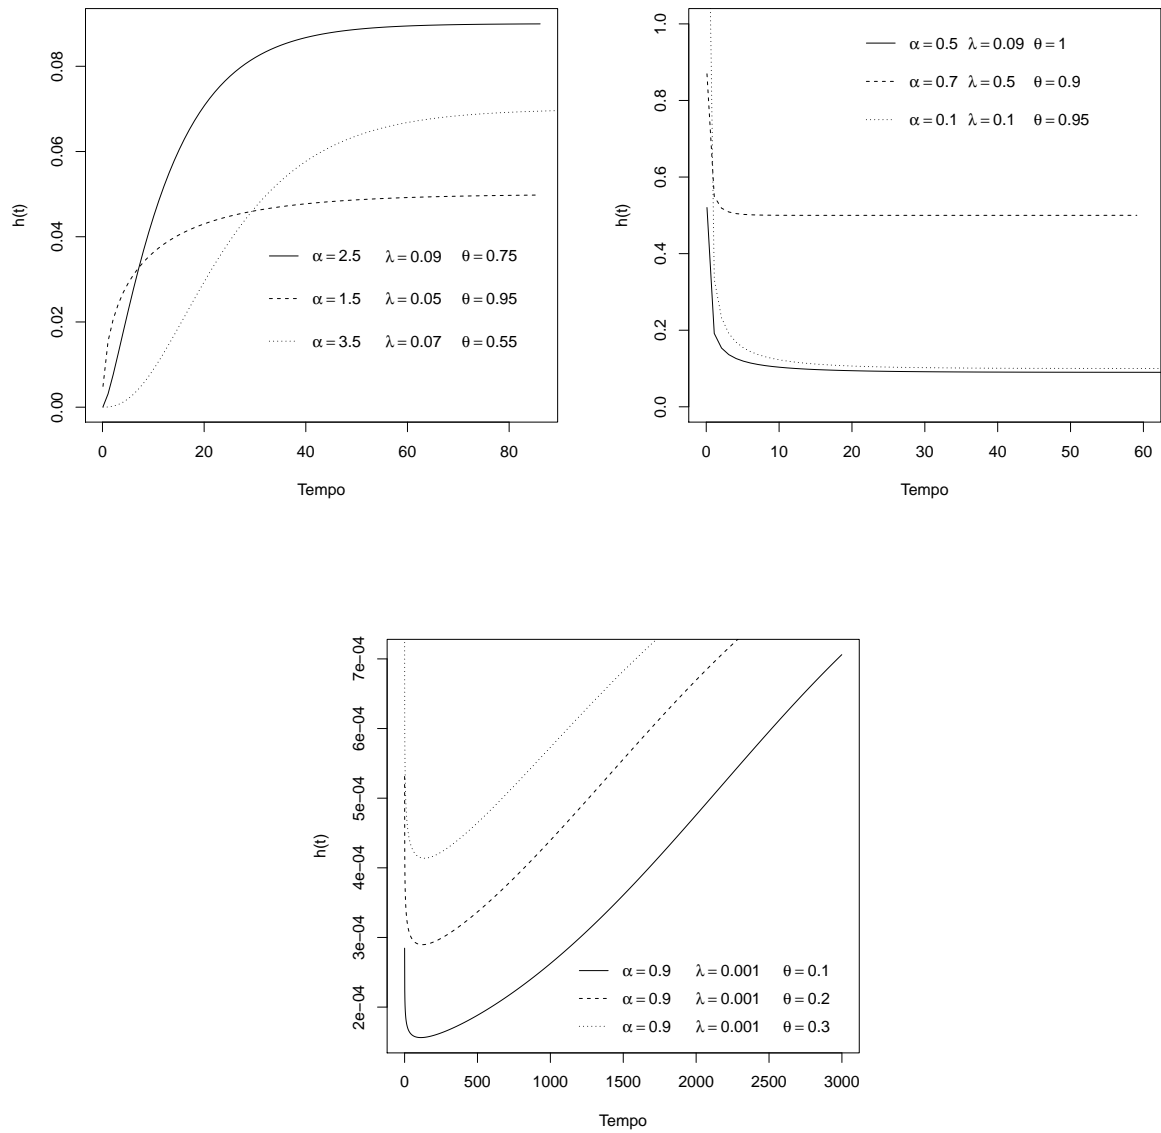 h(t)
0.00 0.02 0.04 0.06 0.08
α = 2.5 λ = 0.09 θ = 0.75
α = 1.5 λ = 0.05 θ = 0.95
α = 3.5 λ = 0.07 θ = 0.55
0 20 40 60 80
Tempo
h(t)
0.0 0.2 0.4 0.6 0.8 1.0
α = 0.5 λ = 0.09 θ = 1
α = 0.7 λ = 0.5 θ = 0.9
α = 0.1 λ = 0.1 θ = 0.95
0 10 20 30 40 50 60
Tempo
h(t)
2e−04 3e−04 4e−04 5e−04 6e−04 7e−04
α = 0.9 λ = 0.001 θ = 0.1
α = 0.9 λ = 0.001 θ = 0.2
α = 0.9 λ = 0.001 θ = 0.3
0 500 1000 1500 2000 2500 3000
Tempo